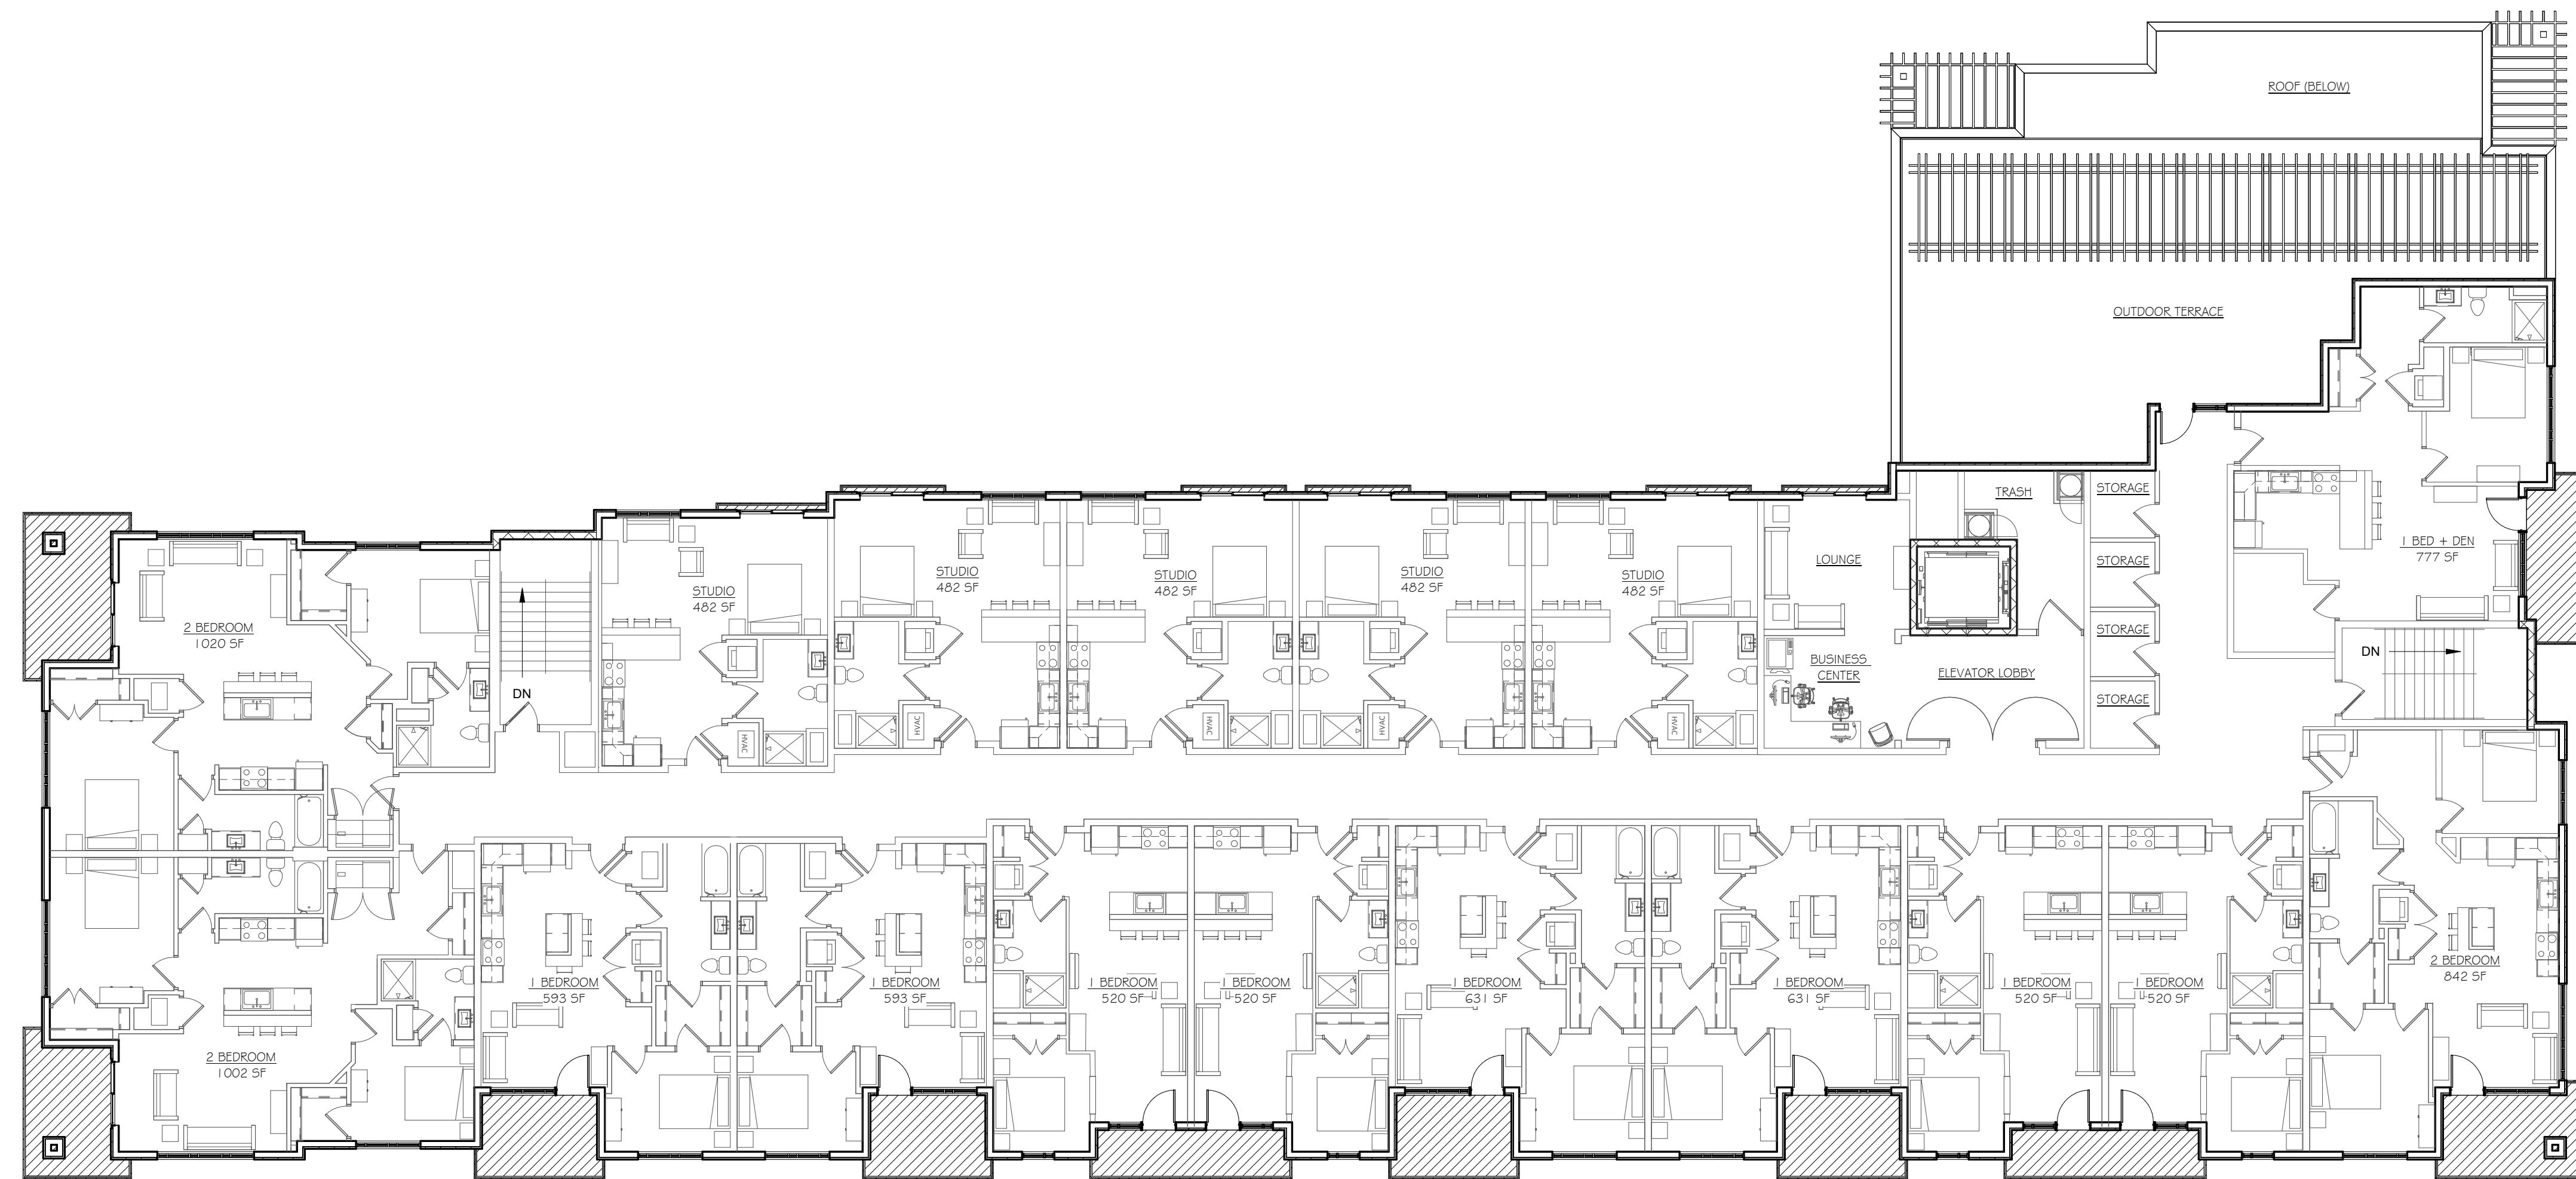 ROOF (BELOW)
OUTDOOR TERRACE
TRASH
STORAGE
STORAGE
STORAGE
STORAGE
LOUNGE
BUSINESS
CENTER
ELEVATOR LOBBY
1 BED + DEN
777 SF
DN
2 BEDROOM
1020 SF
DN
STUDIO
482 SF
STUDIO
482 SF
STUDIO
482 SF
STUDIO
482 SF
STUDIO
482 SF
HVAC
HVAC
HVAC
HVAC
HVAC
2 BEDROOM
1002 SF
1 BEDROOM
593 SF
1 BEDROOM
593 SF
1 BEDROOM
520 SF
1 BEDROOM
520 SF
1 BEDROOM
631 SF
1 BEDROOM
631 SF
1 BEDROOM
520 SF
1 BEDROOM
520 SF
2 BEDROOM
842 SF